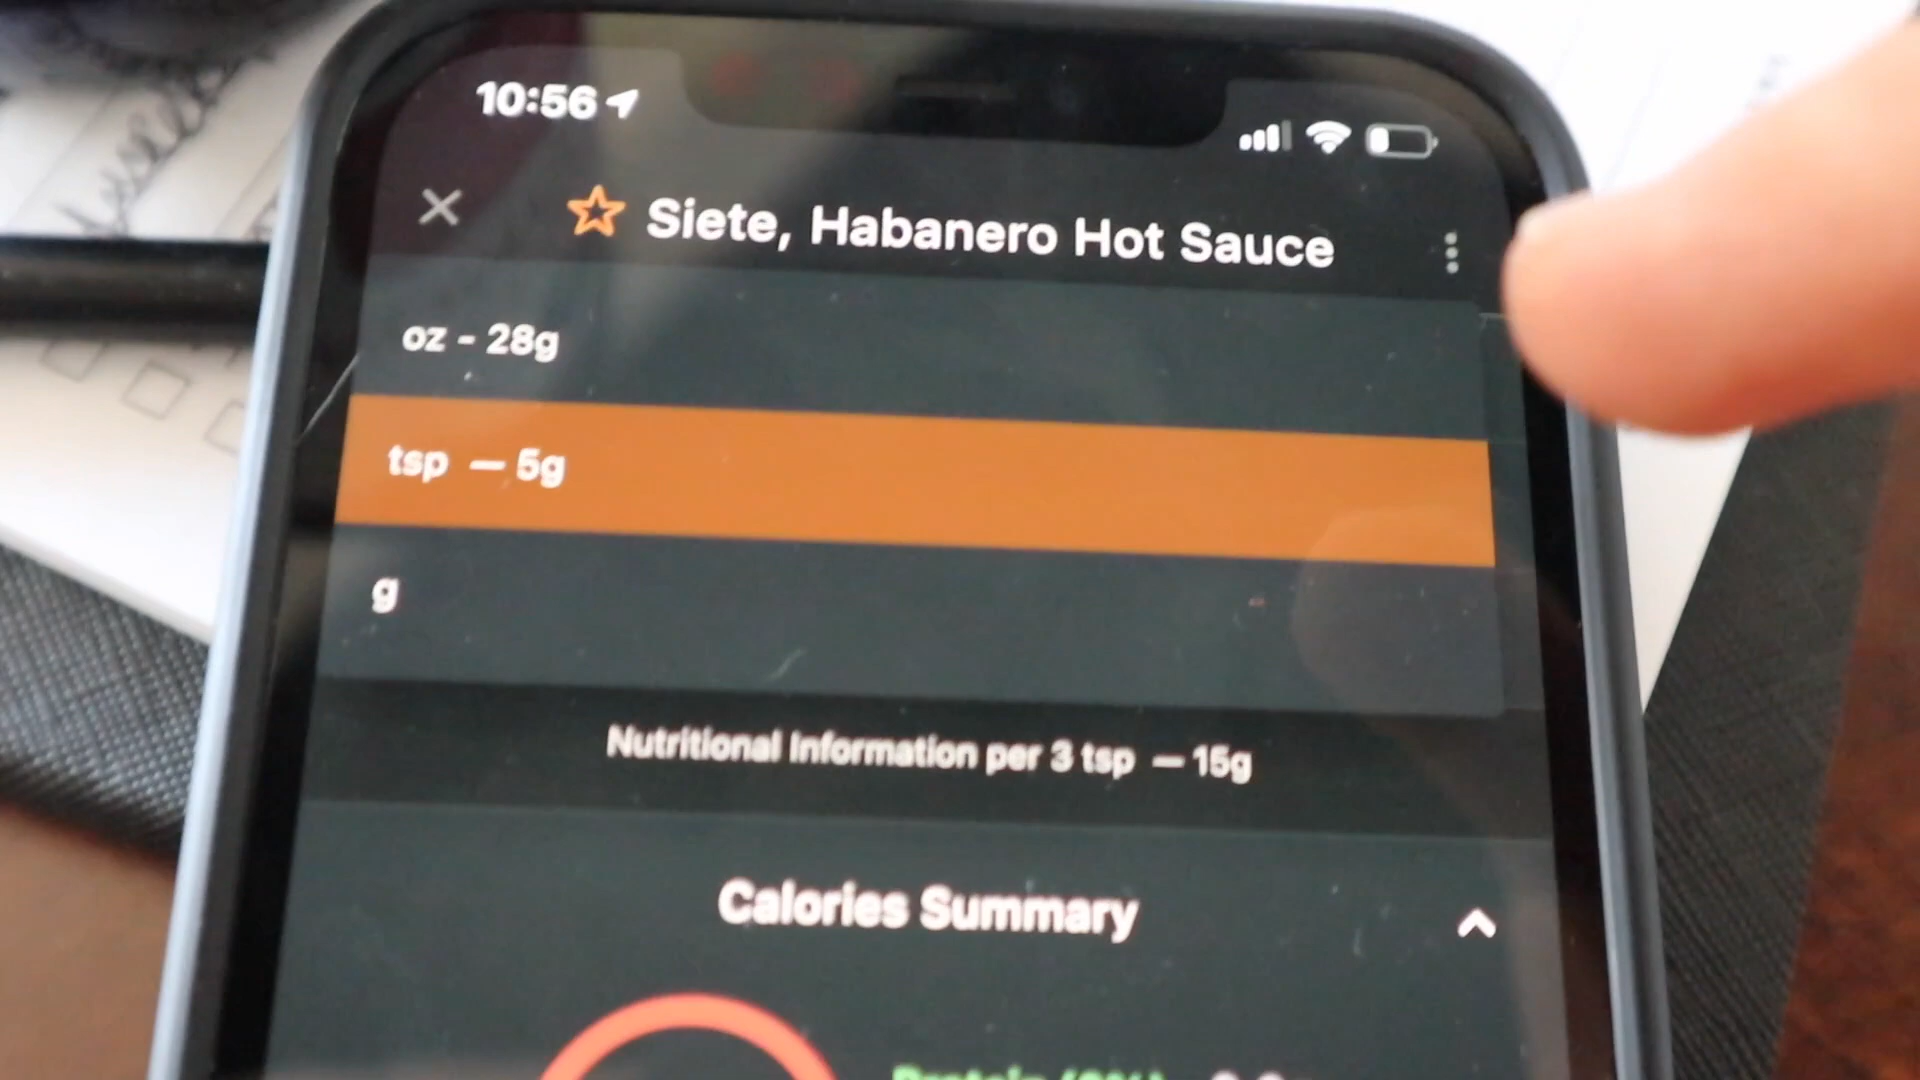 10:56
Siete, Habanero Hot Sauce
oz - 28g
tsp — 5g
g
Nutritional Information per 3 tsp — 15g
Calories Summary